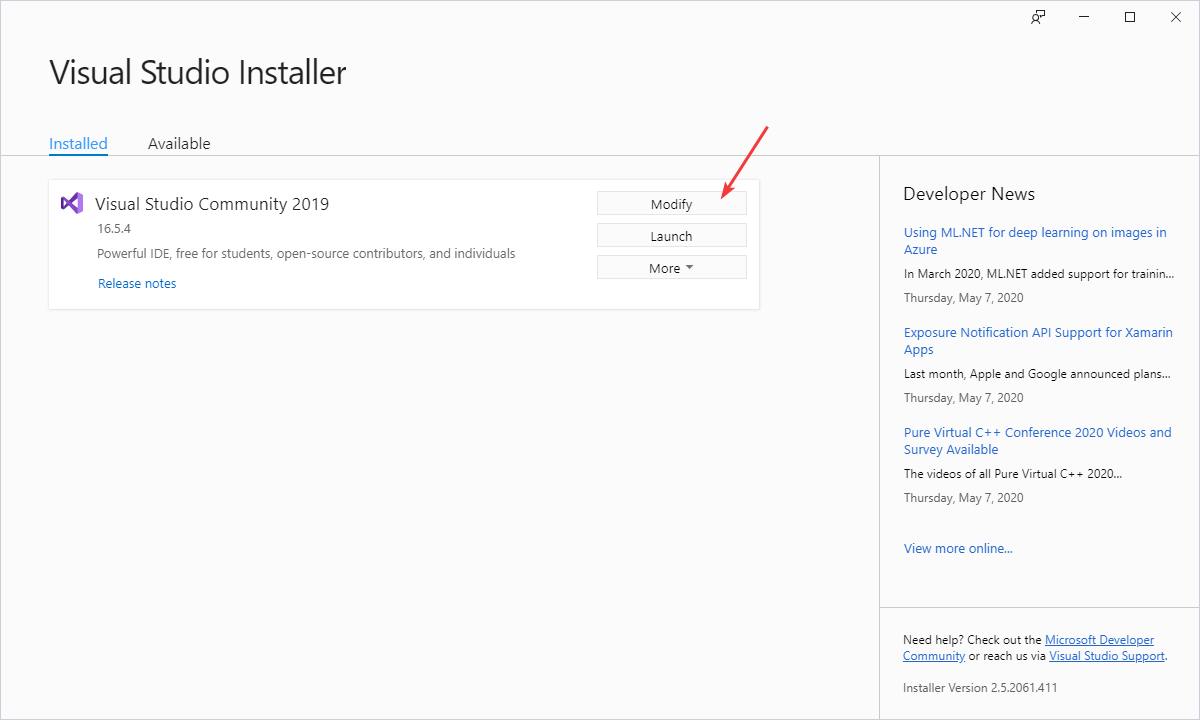 Visual Studio Installer
Installed
Available
Visual Studio Community 2019
16.5.4
Powerful IDE, free for students, open-source contributors, and individuals
Release notes
Modify
Launch
More
Developer News
Using ML.NET for deep learning on images in
Azure
In March 2020, ML.NET added support for trainin...
Thursday, May 7, 2020
Exposure Notification API Support for Xamarin
Apps
Last month, Apple and Google announced plans...
Thursday, May 7, 2020
Pure Virtual C++ Conference 2020 Videos and
Survey Available
The videos of all Pure Virtual C++ 2020...
Thursday, May 7, 2020
View more online...
Need help? Check out the Microsoft Developer
Community or reach us via Visual Studio Support.
Installer Version 2.5.2061.411